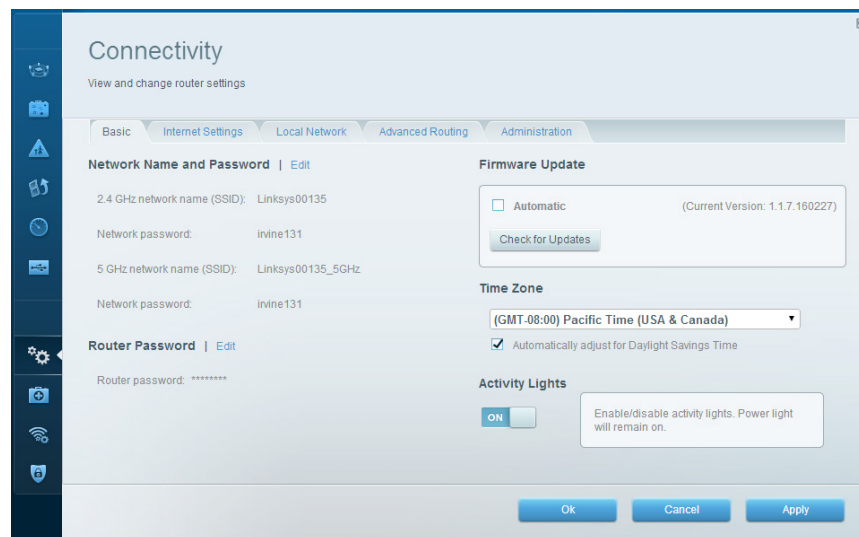 Connectivity
View and change router settings
Basic
Internet Settings
Local Network
Advanced Routing
Administration
Network Name and Password | Edit
2.4 GHz network name (SSID): Linksys00135
Network password: irvine131
5 GHz network name (SSID): Linksys00135_5GHz
Network password: irvine131
Router Password | Edit
Router password: ********
Firmware Update
Automatic (Current Version: 1.1.7.160227)
Check for Updates
Time Zone
(GMT-08:00) Pacific Time (USA & Canada)
Automatically adjust for Daylight Savings Time
Activity Lights
ON
Enable/disable activity lights. Power light
will remain on.
Ok
Cancel
Apply